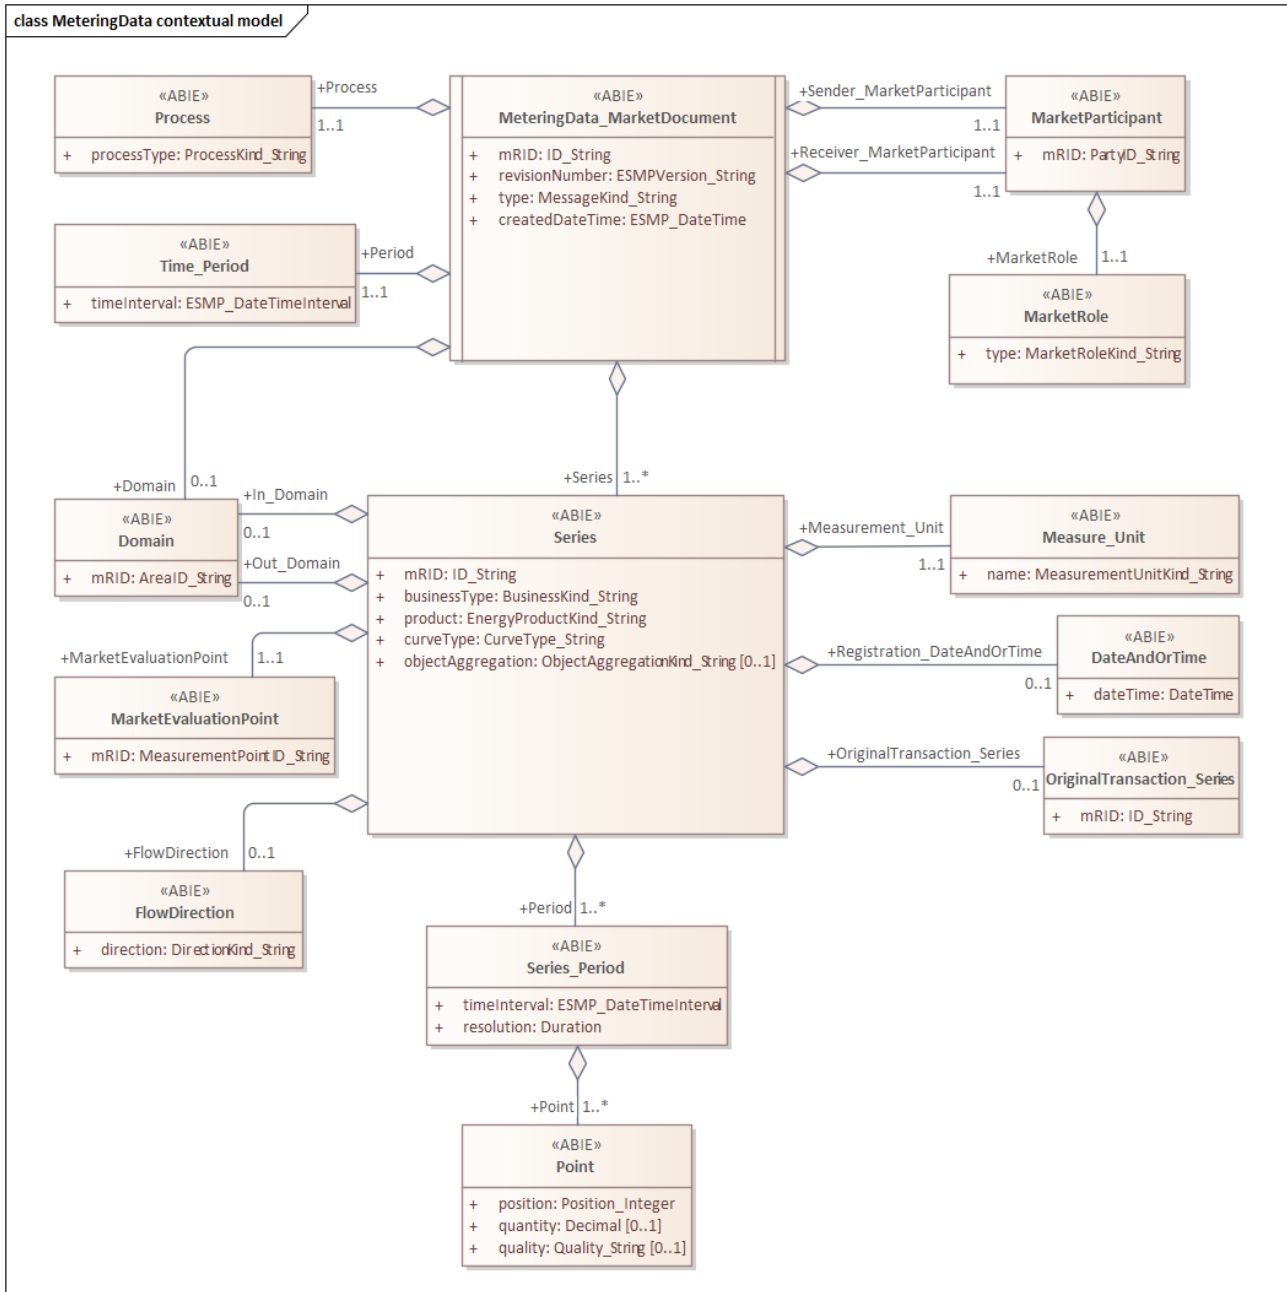 class MeteringData contextual model
«ABIE»
Process
+ processType: ProcessKind_String
+Process
1..1
«ABIE»
MeteringData_MarketDocument
+ mRID: ID_String
+ revisionNumber: ESMPVersion_String
+ type: MessageKind_String
+ createdDateTime: ESMP_DateTime
+Sender_MarketParticipant
1..1
+Receiver_MarketParticipant
1..1
«ABIE»
MarketParticipant
+ mRID: PartyID_String
«ABIE»
Time_Period
+ timeInterval: ESMP_DateTimeInterval
+Period
1..1
+MarketRole
1..1
«ABIE»
MarketRole
+ type: MarketRoleKind_String
+Domain
0..1
+Series
1..*
«ABIE»
Domain
+ mRID: AreaID_String
+In_Domain
0..1
+Out_Domain
0..1
«ABIE»
Series
+ mRID: ID_String
+ businessType: BusinessKind_String
+ product: EnergyProductKind_String
+ curveType: CurveType_String
+ objectAggregation: ObjectAggregationKind_String [0..1]
+Measurement_Unit
1..1
«ABIE»
Measure_Unit
+ name: MeasurementUnitKind_String
+MarketEvaluationPoint
1..1
«ABIE»
MarketEvaluationPoint
+ mRID: MeasurementPointID_String
+Registration_DateAndOrTime
0..1
«ABIE»
DateAndOrTime
+ dateTime: DateTime
+OriginalTransaction_Series
0..1
«ABIE»
OriginalTransaction_Series
+ mRID: ID_String
+FlowDirection
0..1
«ABIE»
FlowDirection
+ direction: DirectionKind_String
+Period
1..*
«ABIE»
Series_Period
+ timeInterval: ESMP_DateTimeInterval
+ resolution: Duration
+Point
1..*
«ABIE»
Point
+ position: Position_Integer
+ quantity: Decimal [0..1]
+ quality: Quality_String [0..1]